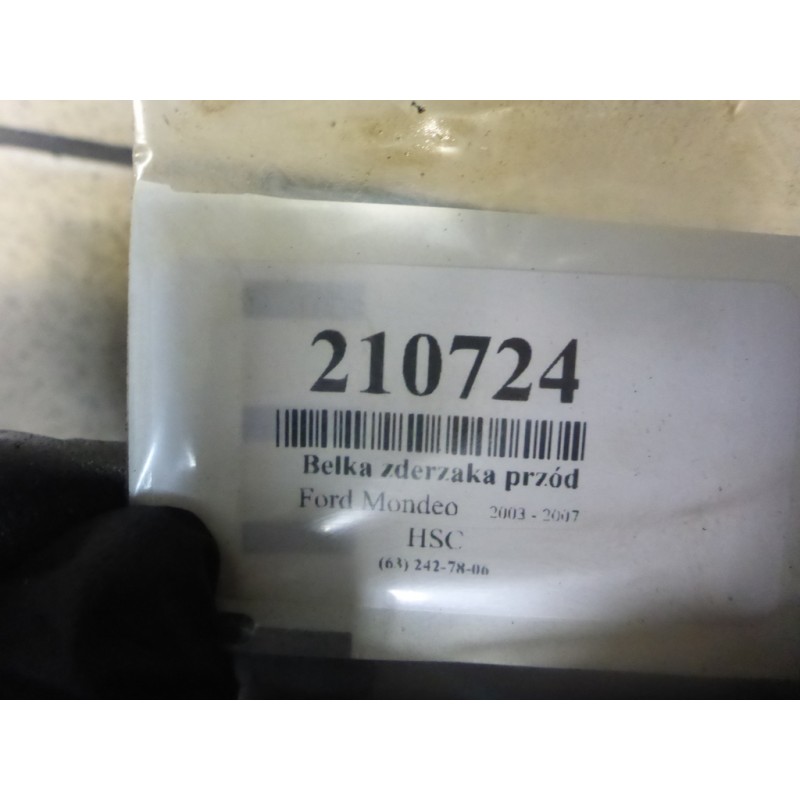 210724
Belka zderzaka przód
Ford Mondeo 2003 - 2007
HSC
(63) 242-78-06